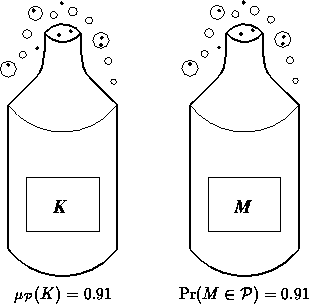 K M
μ𝒫(K) = 0.91 Pr(M ∈ 𝒫) = 0.91